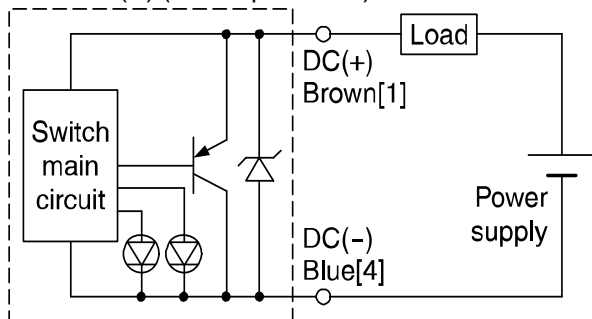 Switch
main
circuit
DC(+)
Brown[1]
Load
Power
supply
DC(−)
Blue[4]